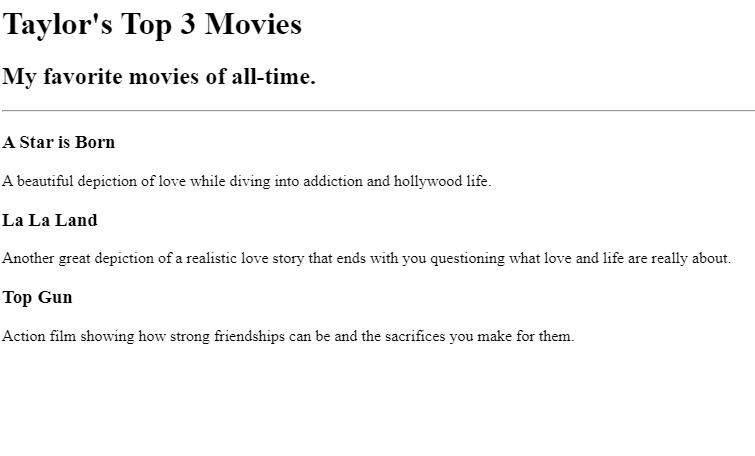 Taylor's Top 3 Movies
My favorite movies of all-time.
A Star is Born
A beautiful depiction of love while diving into addiction and hollywood life.
La La Land
Another great depiction of a realistic love story that ends with you questioning what love and life are really about.
Top Gun
Action film showing how strong friendships can be and the sacrifices you make for them.